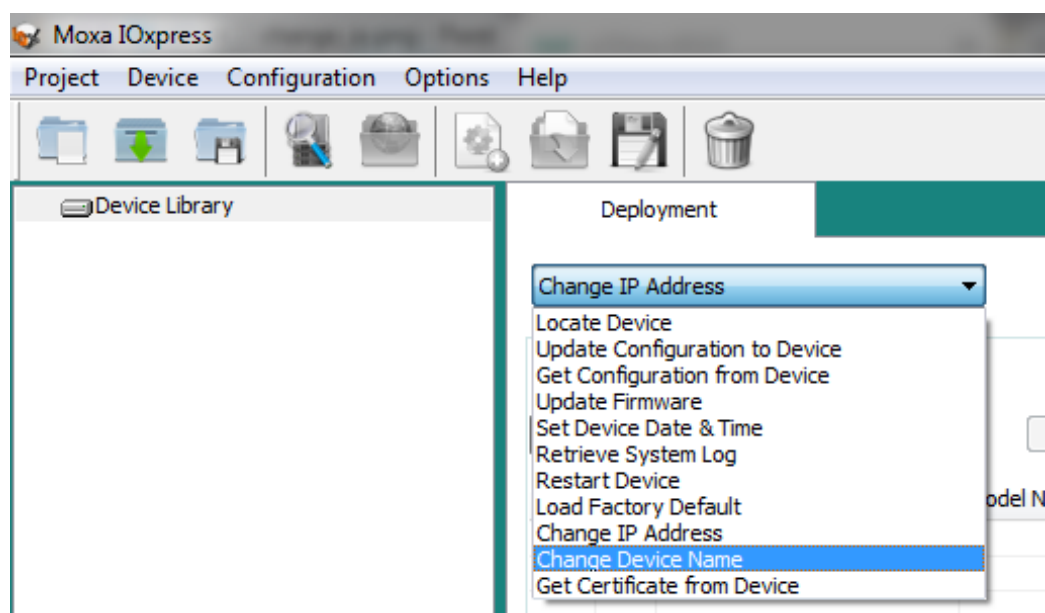 Moxa IOxpress
Project Device Configuration Options Help
Device Library
Deployment
Change IP Address
Locate Device
Update Configuration to Device
Get Configuration from Device
Update Firmware
Set Device Date & Time
Retrieve System Log
Restart Device
Load Factory Default
Change IP Address
Change Device Name
Get Certificate from Device
odel N